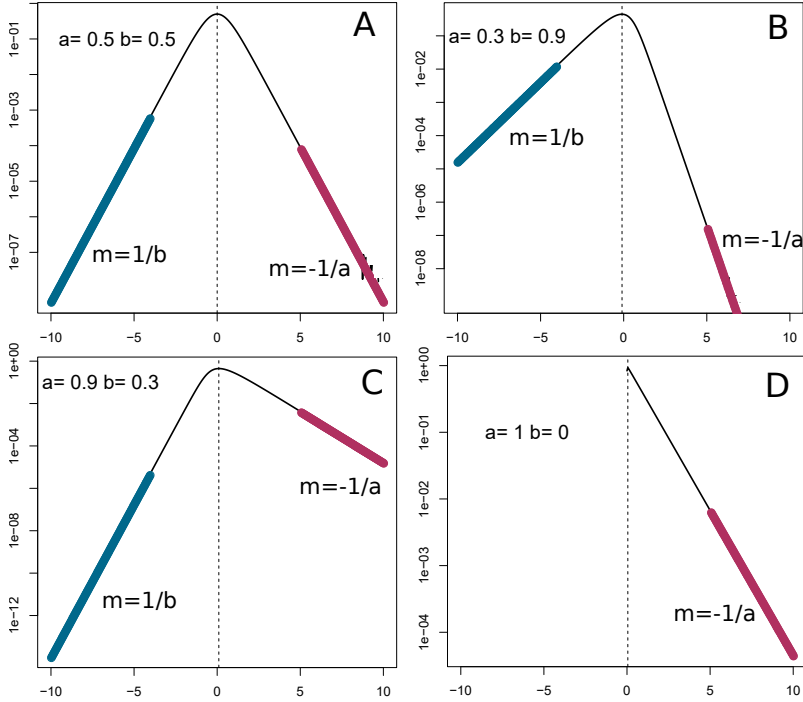 A
a= 0.5 b= 0.5
1e-01
1e-03
1e-05
1e-07
m=1/b
m=-1/a
-10 -5 0 5 10
B
a= 0.3 b= 0.9
1e-02
1e-04
1e-06
1e-08
m=1/b
m=-1/a
-10 -5 0 5 10
C
a= 0.9 b= 0.3
1e+00
1e-04
1e-08
1e-12
m=1/b
m=-1/a
-10 -5 0 5 10
D
a= 1 b= 0
1e+00
1e-01
1e-02
1e-03
1e-04
m=-1/a
-10 -5 0 5 10